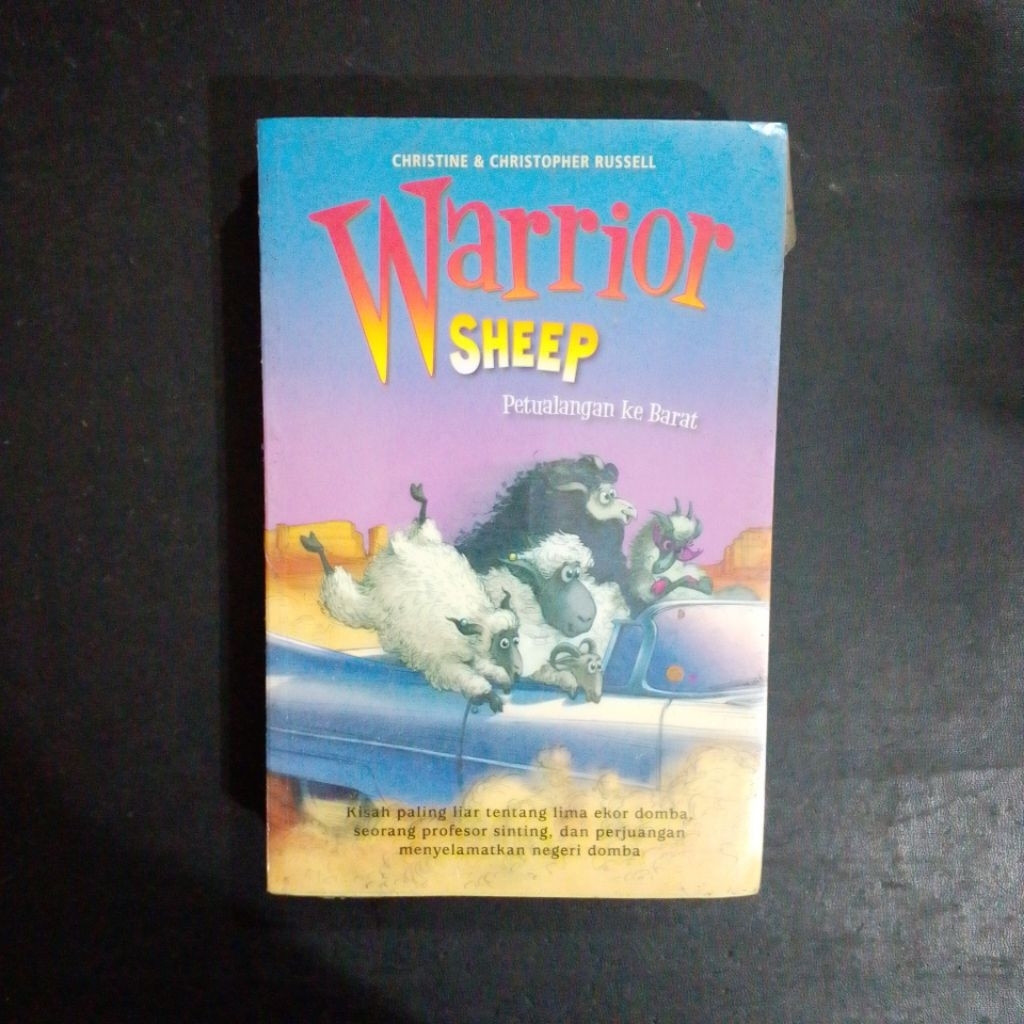 CHRISTINE & CHRISTOPHER RUSSELL
Warrior
SHEEP
Petualangan ke Barat
Kisah paling liar tentang lima ekor domba,
seorang profesor sinting, dan perjuangan
menyelamatkan negeri domba